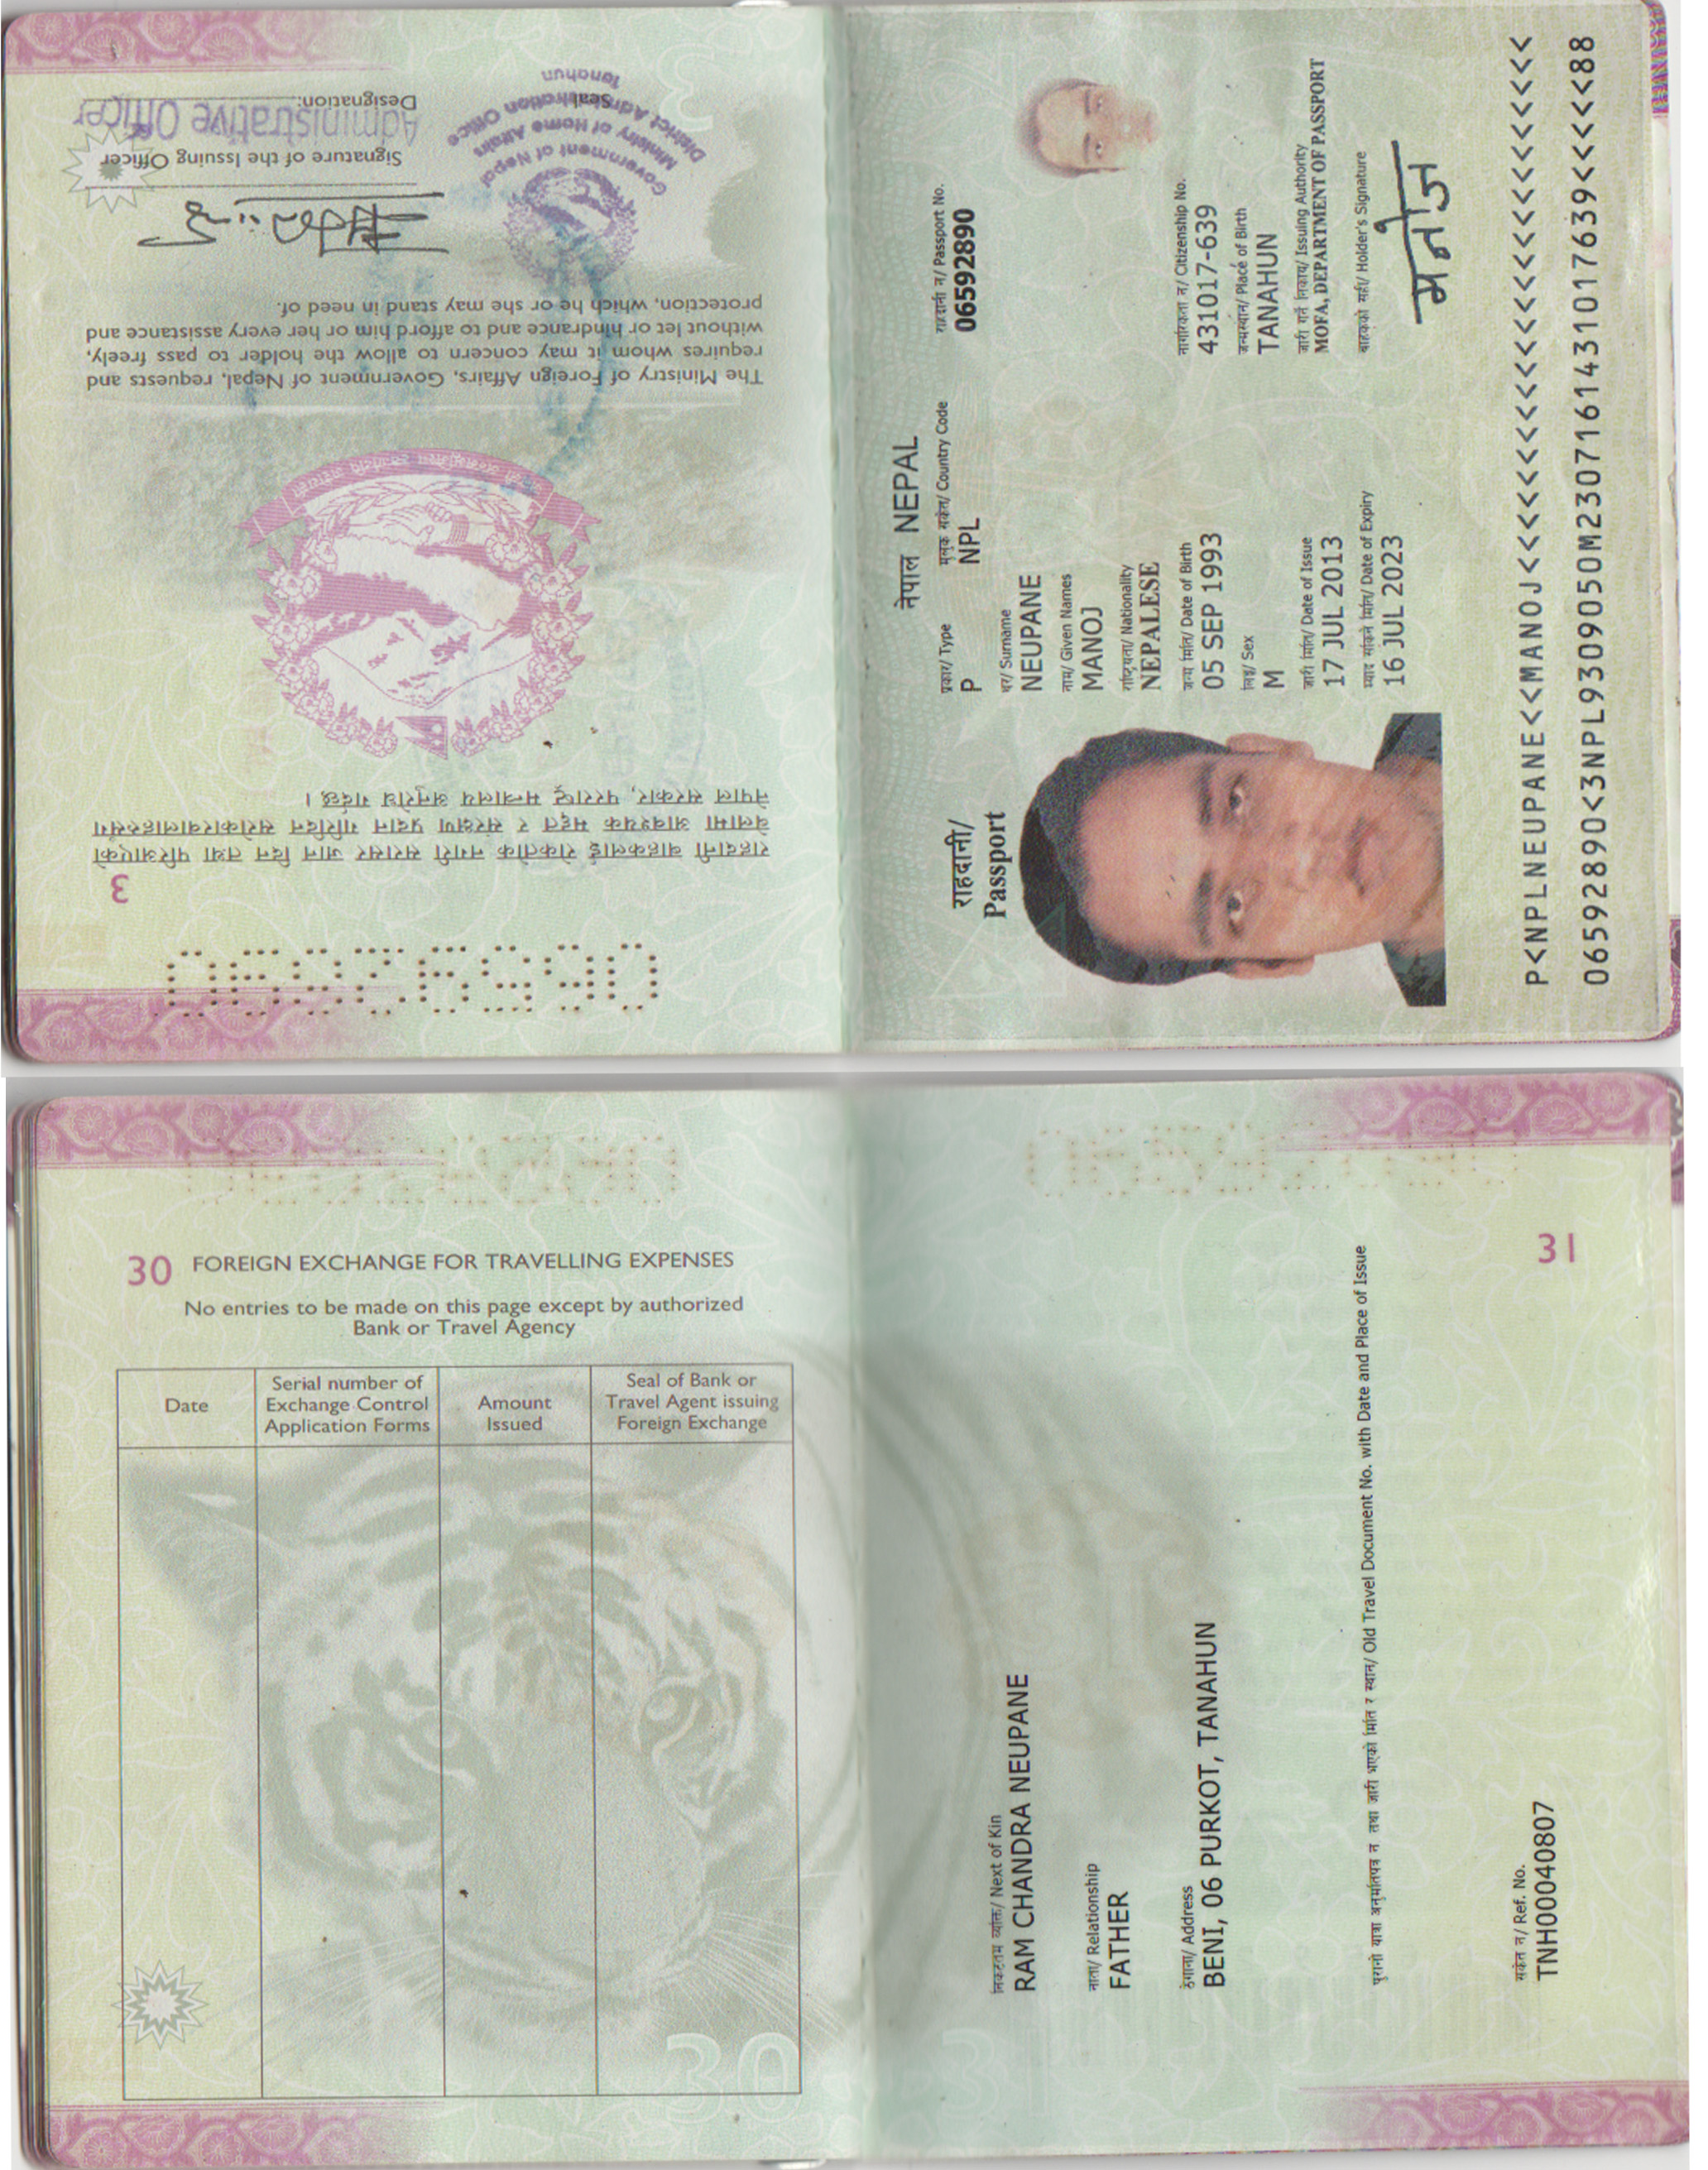 Tanahun
District Administration Office
Ministry of Home Affairs
Government of Nepal
Seal
Designation:
Administrative Officer
Signature of the Issuing Officer
The Ministry of Foreign Affairs, Government of Nepal, requests and
requires whom it may concern to allow the holder to pass freely,
without let or hindrance and to afford him or her every assistance and
protection, which he or she may stand in need of.
राहदानी वाहकलाई रोकतोक नगरी सरासर जान दिन तथा परिआएको
बेलामा आवश्यक मद्दत र संरक्षण प्रदान गरिदिन सरोकारवालाहरुसंग
नेपाल सरकार, परराष्ट्र मन्त्रालय अनुरोध गर्दछ ।
3
06592890
नेपाल NEPAL
राहदानी/
Passport
प्रकार/ Type
P
मुलुक संकेत/ Country Code
NPL
राहदानी नं/ Passport No.
06592890
थर/ Surname
NEUPANE
नाम/ Given Names
MANOJ
राष्ट्रियता/ Nationality
NEPALESE
जन्म मिति/ Date of Birth
05 SEP 1993
नागरिकता नं/ Citizenship No.
431017-639
लिङ्ग/ Sex
M
जन्मस्थान/ Place of Birth
TANAHUN
जारी मिति/ Date of Issue
17 JUL 2013
जारी गर्ने निकाय/ Issuing Authority
MOFA, DEPARTMENT OF PASSPORT
म्याद सकिने मिति/ Date of Expiry
16 JUL 2023
वाहकको सही/ Holder's Signature
मनोज
P<NPLNEUPANE<<MANOJ<<<<<<<<<<<<<<<<<<<<<<<<<
06592890<3NPL9309050M2307161431017639<<<<<88
30 FOREIGN EXCHANGE FOR TRAVELLING EXPENSES
No entries to be made on this page except by authorized
Bank or Travel Agency
Date
Serial number of
Exchange Control
Application Forms
Amount
Issued
Seal of Bank or
Travel Agent issuing
Foreign Exchange
30
31
निकटतम व्यक्ति/ Next of Kin
RAM CHANDRA NEUPANE
नाता/ Relationship
FATHER
ठेगाना/ Address
BENI, 06 PURKOT, TANAHUN
पुरानो यात्रा अनुमतिपत्र नं तथा जारी भएको मिति र स्थान/ Old Travel Document No. with Date and Place of Issue
संकेत नं/ Ref. No.
TNH00040807
31